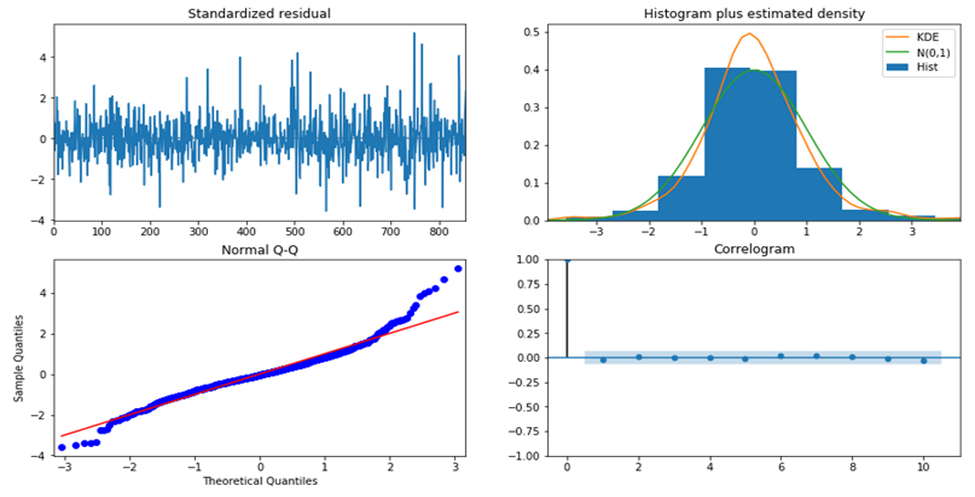 Standardized residual
4
2
0
−2
−4
0 100 200 300 400 500 600 700 800
Histogram plus estimated density
KDE
N(0,1)
Hist
0.5
0.4
0.3
0.2
0.1
0.0
−3 −2 −1 0 1 2 3
Normal Q-Q
Sample Quantiles
4
2
0
−2
−4
−3 −2 −1 0 1 2 3
Theoretical Quantiles
Correlogram
1.00
0.75
0.50
0.25
0.00
−0.25
−0.50
−0.75
−1.00
0 2 4 6 8 10